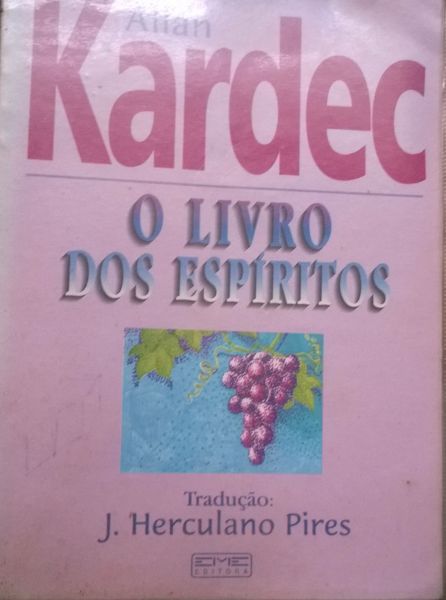 Allan
Kardec
O LIVRO
DOS ESPÍRITOS
Tradução:
J. Herculano Pires
EME
EDITORA